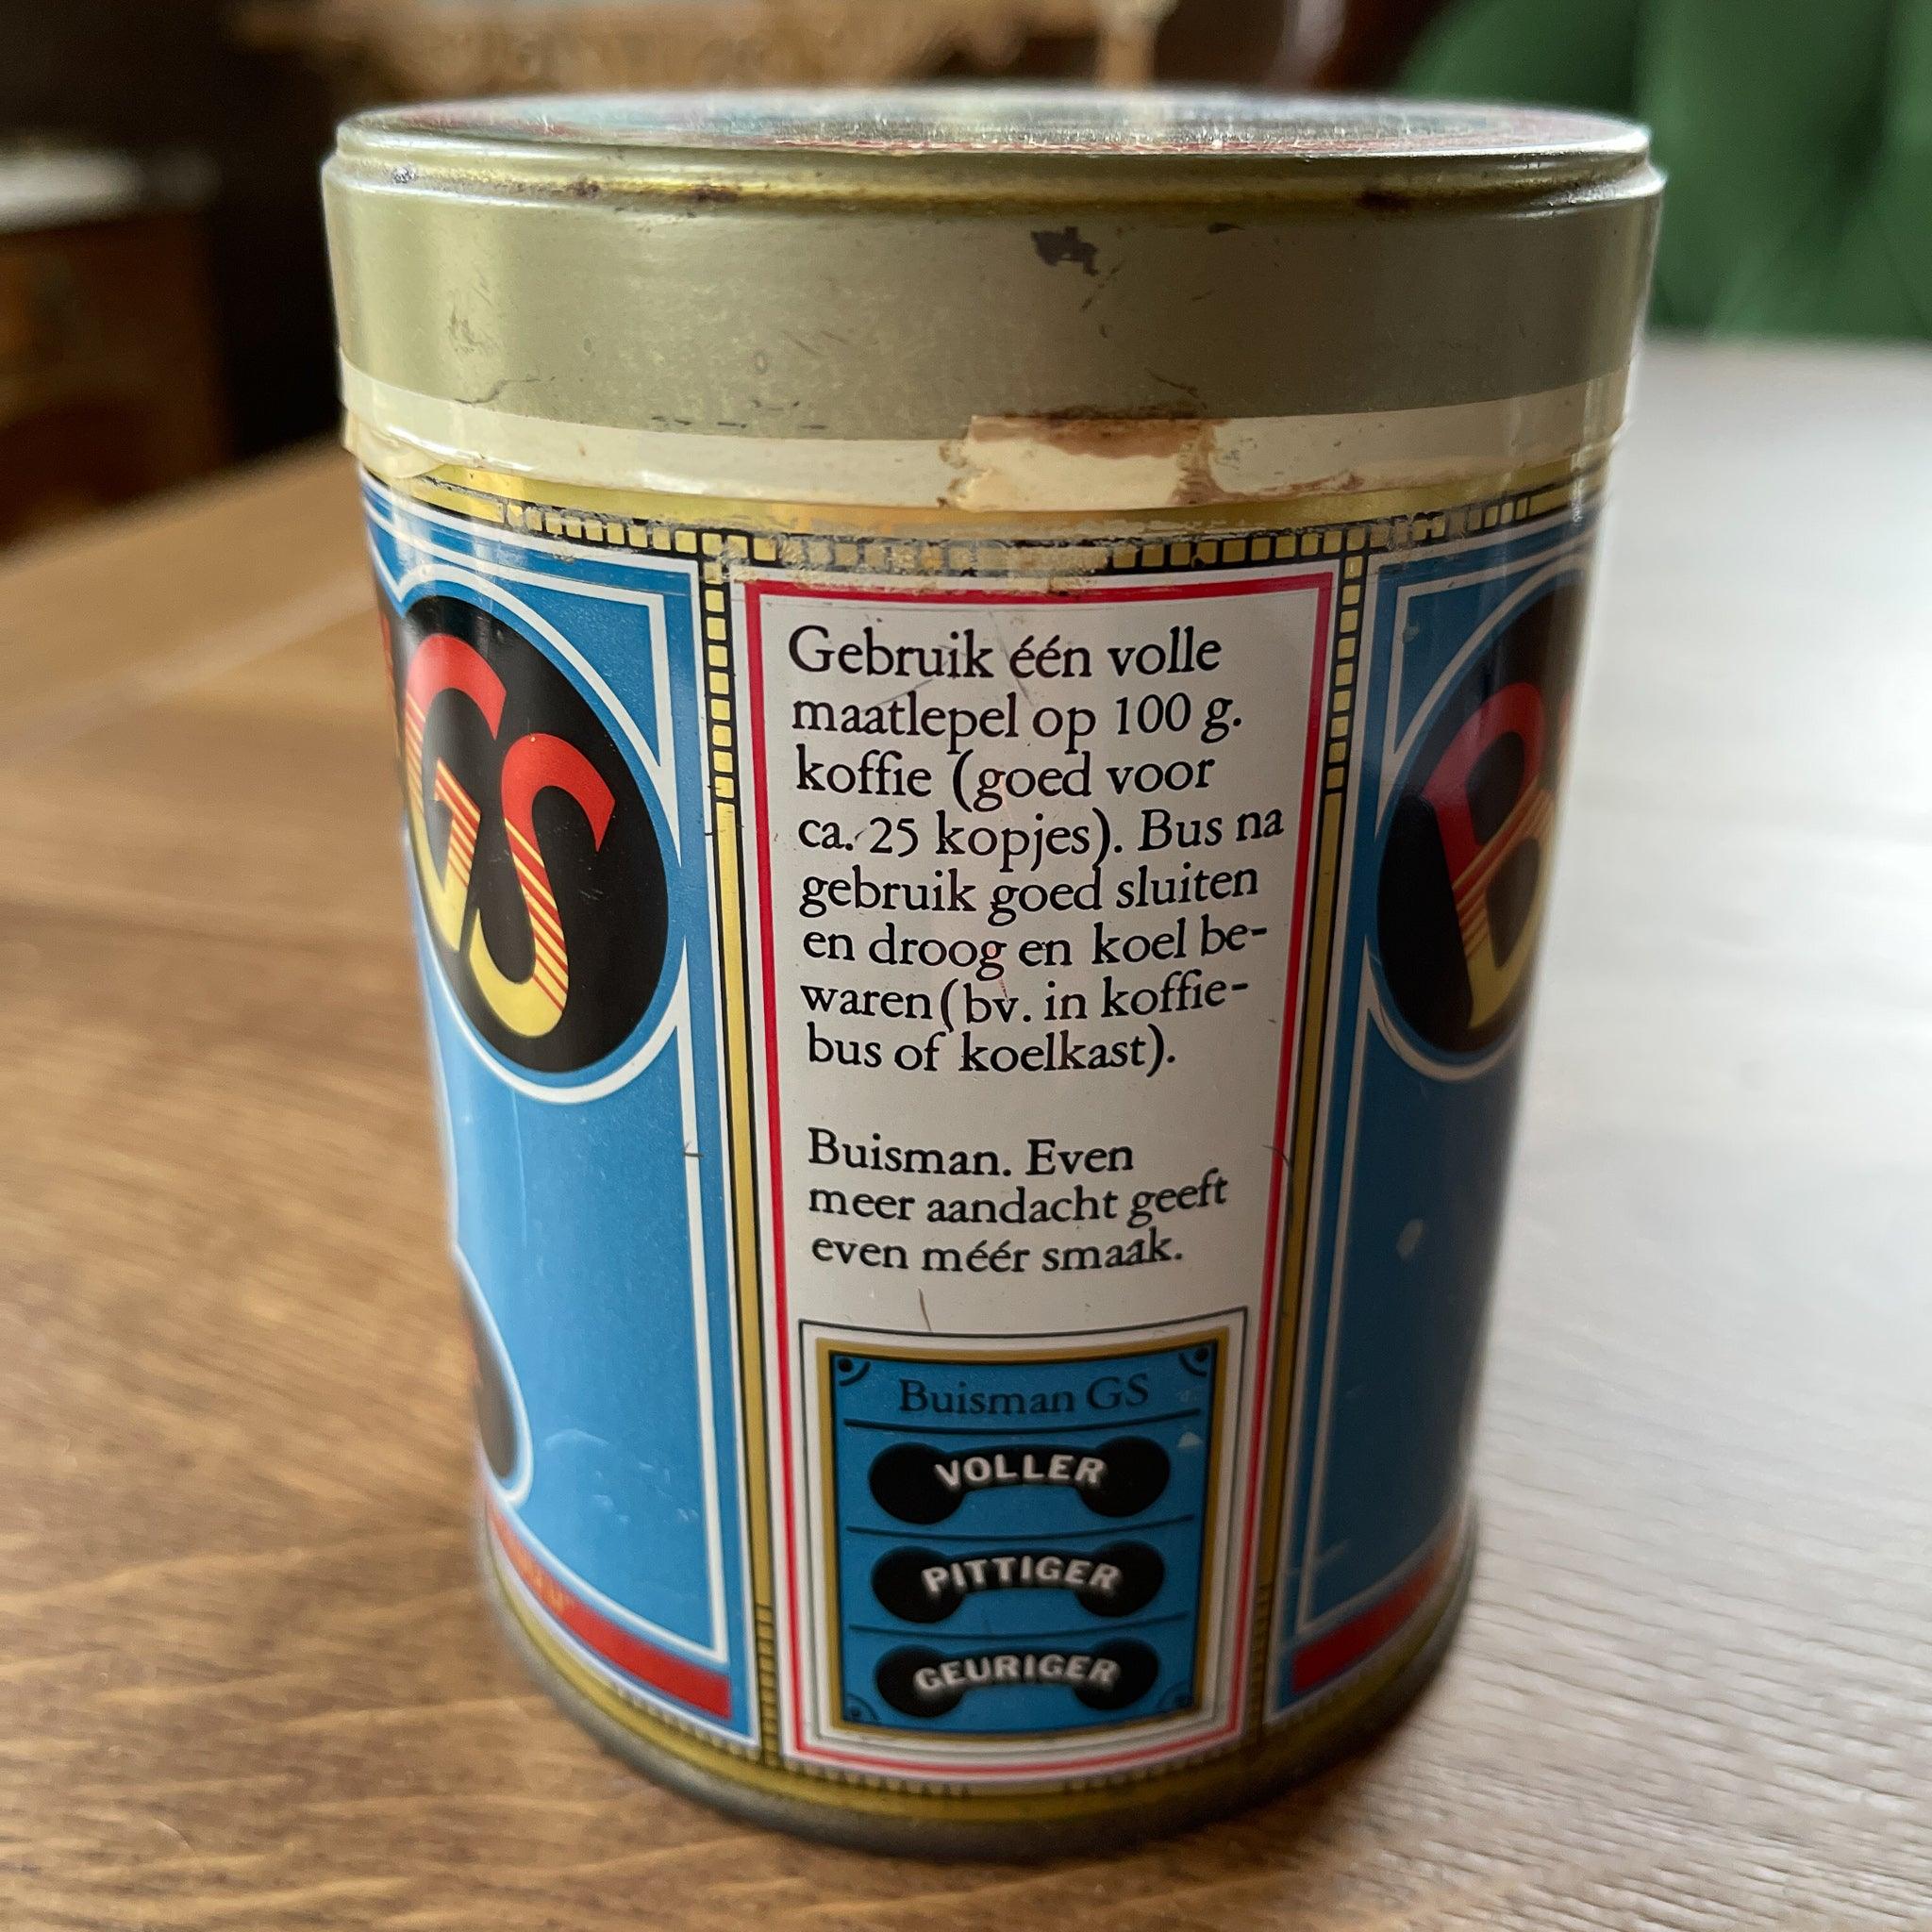 GS
B
Gebruik één volle
maatlepel op 100 g.
koffie (goed voor
ca. 25 kopjes). Bus na
gebruik goed sluiten
en droog en koel be-
waren (bv. in koffie-
bus of koelkast).
Buisman. Even
meer aandacht geeft
even méér smaak.
Buisman GS
VOLLER
PITTIGER
GEURIGER